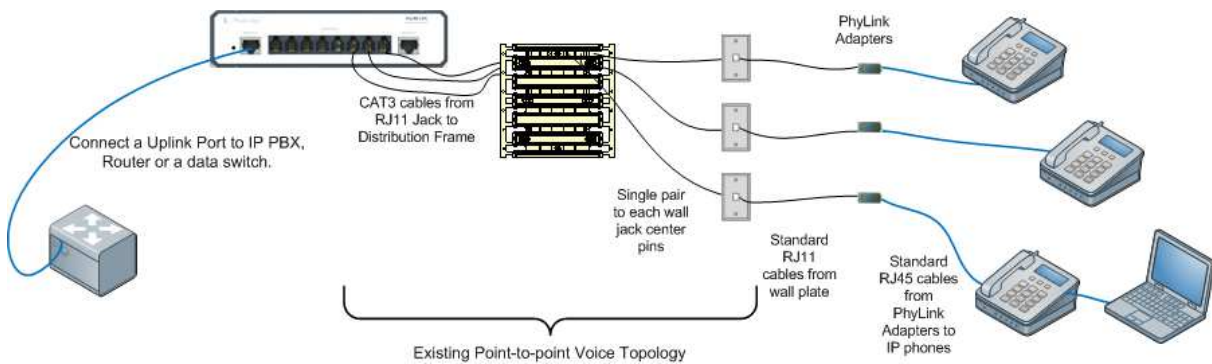 PhyLink
Adapters
CAT3 cables from
RJ11 Jack to
Distribution Frame
Connect a Uplink Port to IP PBX,
Router or a data switch.
Single pair
to each wall
jack center
pins
Standard
RJ11
cables from
wall plate
Standard
RJ45 cables
from
PhyLink
Adapters to
IP phones
Existing Point-to-point Voice Topology